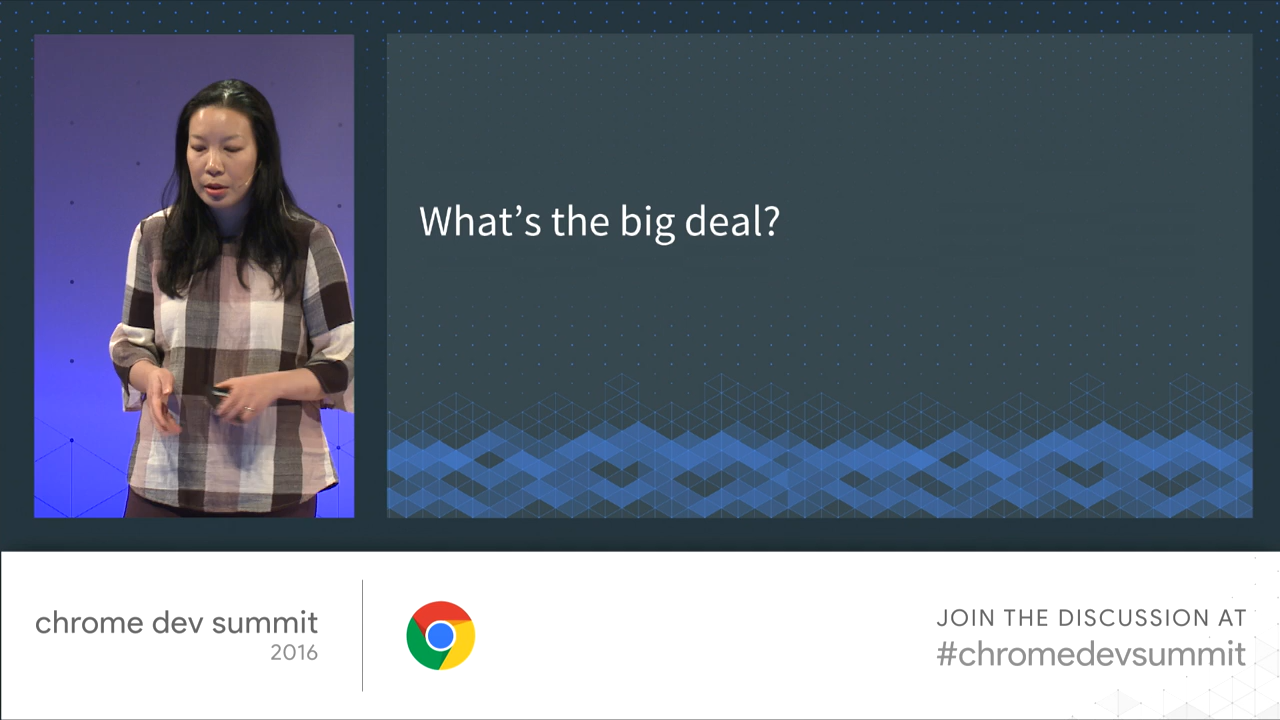 What’s the big deal?
chrome dev summit
2016
JOIN THE DISCUSSION AT
#chromedevsummit